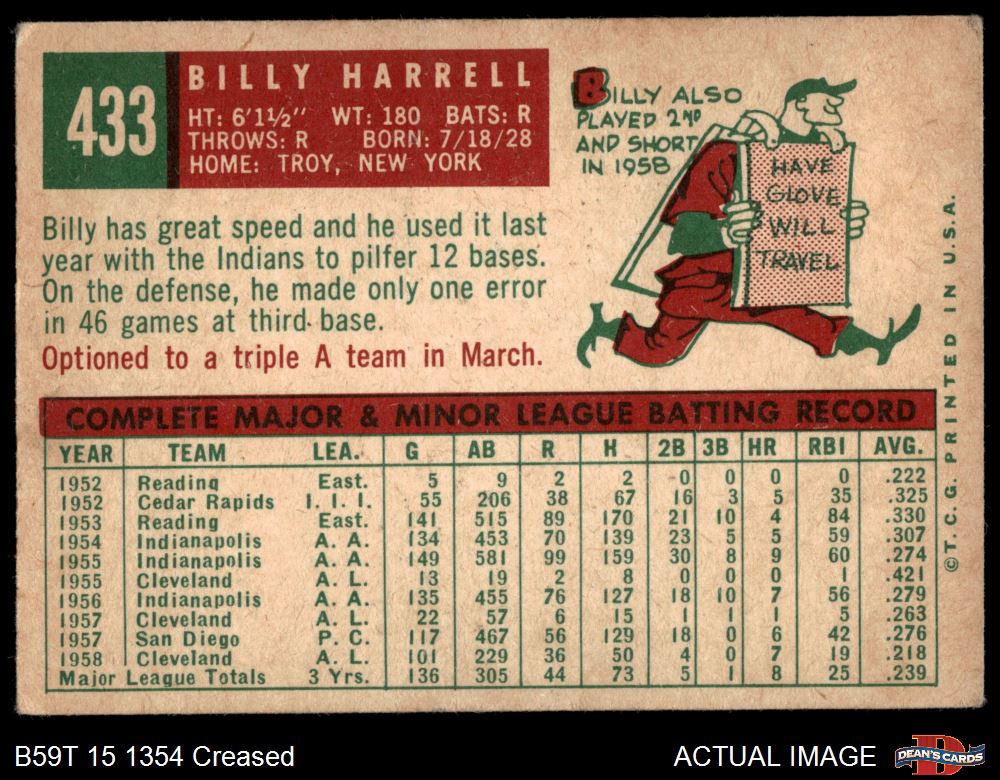 433
BILLY HARRELL
HT: 6'1½" WT: 180 BATS: R
THROWS: R BORN: 7/18/28
HOME: TROY, NEW YORK
BILLY ALSO
PLAYED 2ND
AND SHORT
IN 1958
HAVE
GLOVE
WILL
TRAVEL
Billy has great speed and he used it last
year with the Indians to pilfer 12 bases.
On the defense, he made only one error
in 46 games at third base.
Optioned to a triple A team in March.
COMPLETE MAJOR & MINOR LEAGUE BATTING RECORD
YEAR TEAM LEA. G AB R H 2B 3B HR RBI AVG.
1952 Reading East. 5 9 2 2 0 0 0 0 .222
1952 Cedar Rapids I. I. I. 55 206 38 67 16 3 5 35 .325
1953 Reading East. 141 515 89 170 21 10 4 84 .330
1954 Indianapolis A. A. 134 453 70 139 23 5 5 59 .307
1955 Indianapolis A. A. 149 581 99 159 30 8 9 60 .274
1955 Cleveland A. L. 13 19 2 8 0 0 0 1 .421
1956 Indianapolis A. A. 135 455 76 127 18 10 7 56 .279
1957 Cleveland A. L. 22 57 6 15 1 1 1 5 .263
1957 San Diego P. C. 117 467 56 129 18 0 6 42 .276
1958 Cleveland A. L. 101 229 36 50 4 0 7 19 .218
Major League Totals 3 Yrs. 136 305 44 73 5 1 8 25 .239
© T. C. G. PRINTED IN U.S.A.
B59T 15 1354 Creased
ACTUAL IMAGE
DEAN'S CARDS